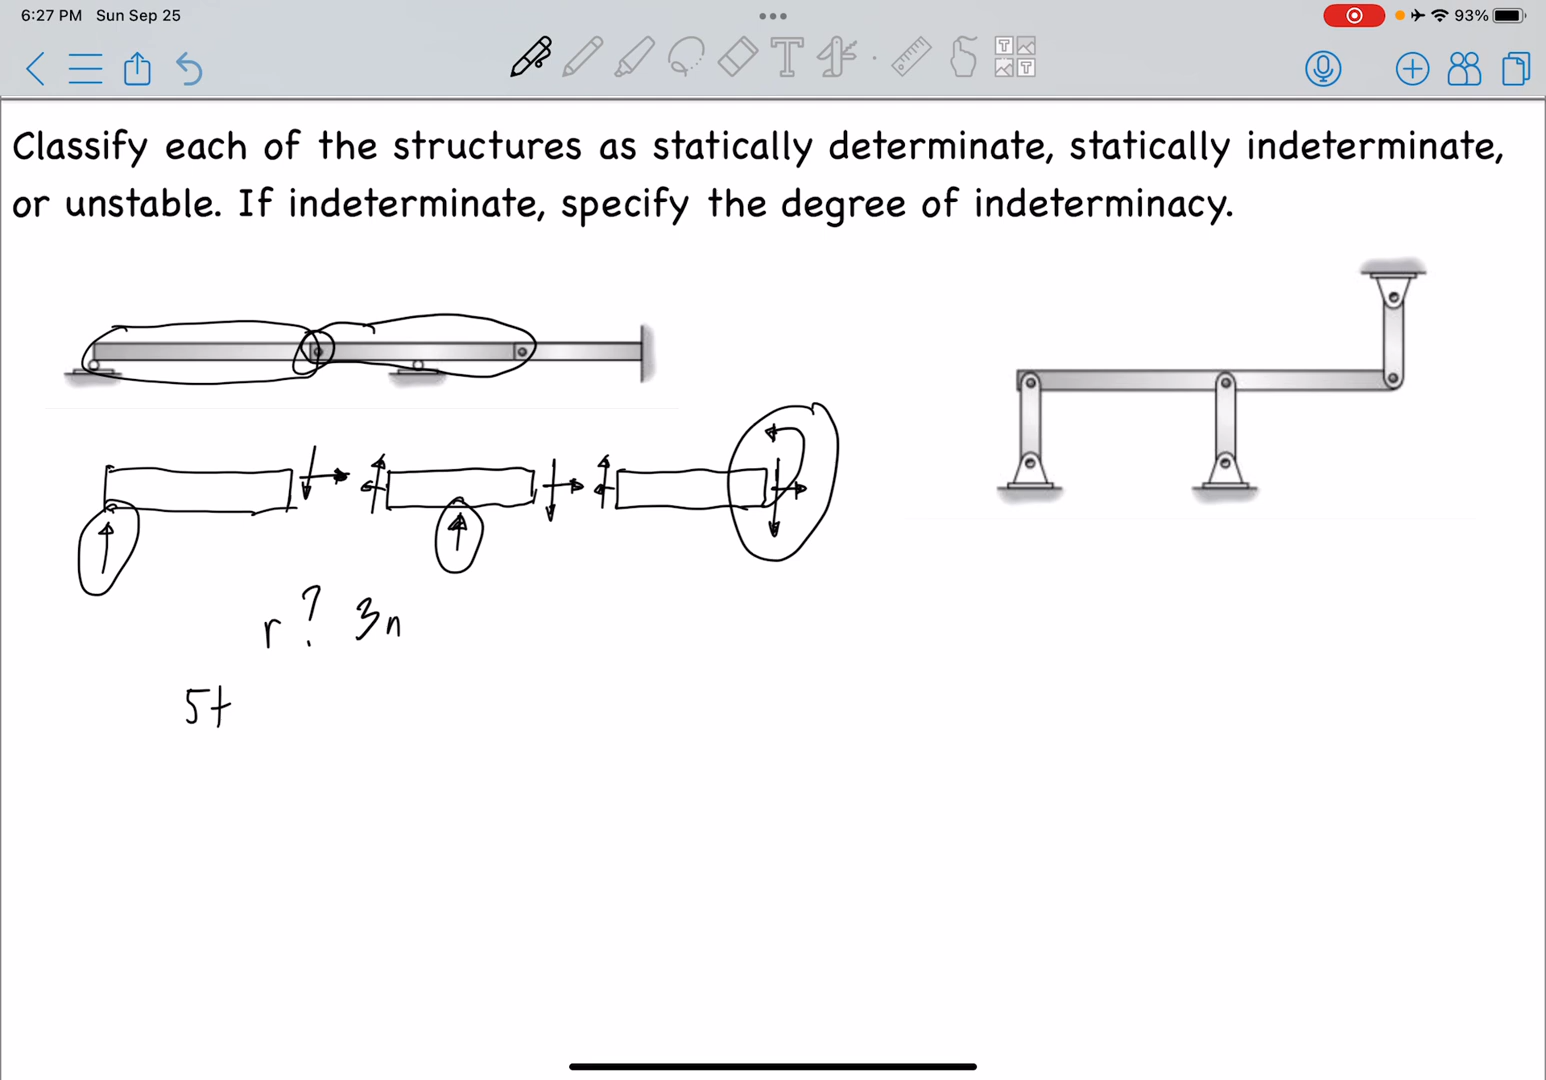 6:27 PM Sun Sep 25
93%
Classify each of the structures as statically determinate, statically indeterminate,
or unstable. If indeterminate, specify the degree of indeterminacy.
r ? 3n
5+